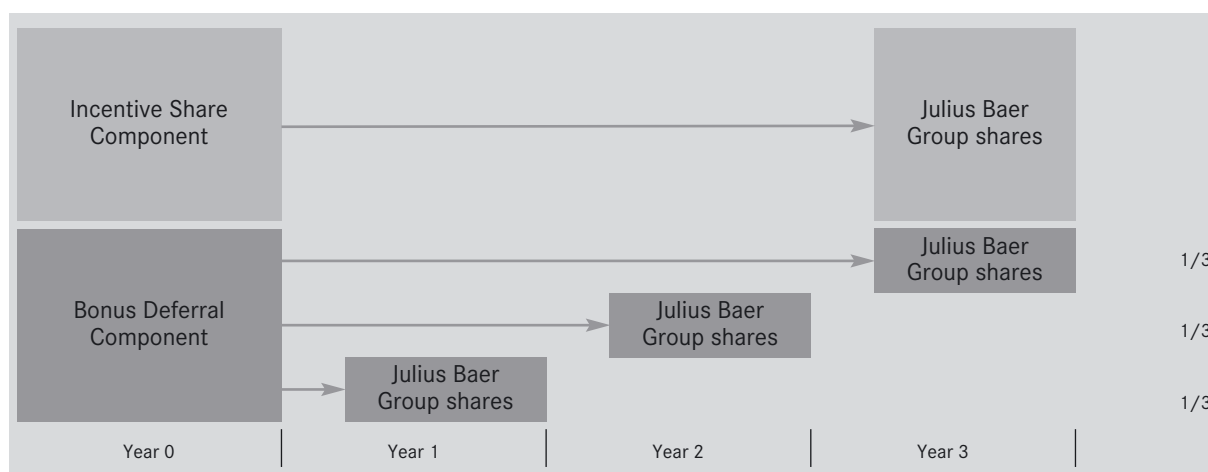 Incentive Share
Component
Julius Baer
Group shares
Julius Baer
Group shares
1/3
Bonus Deferral
Component
Julius Baer
Group shares
1/3
Julius Baer
Group shares
1/3
Year 0
Year 1
Year 2
Year 3